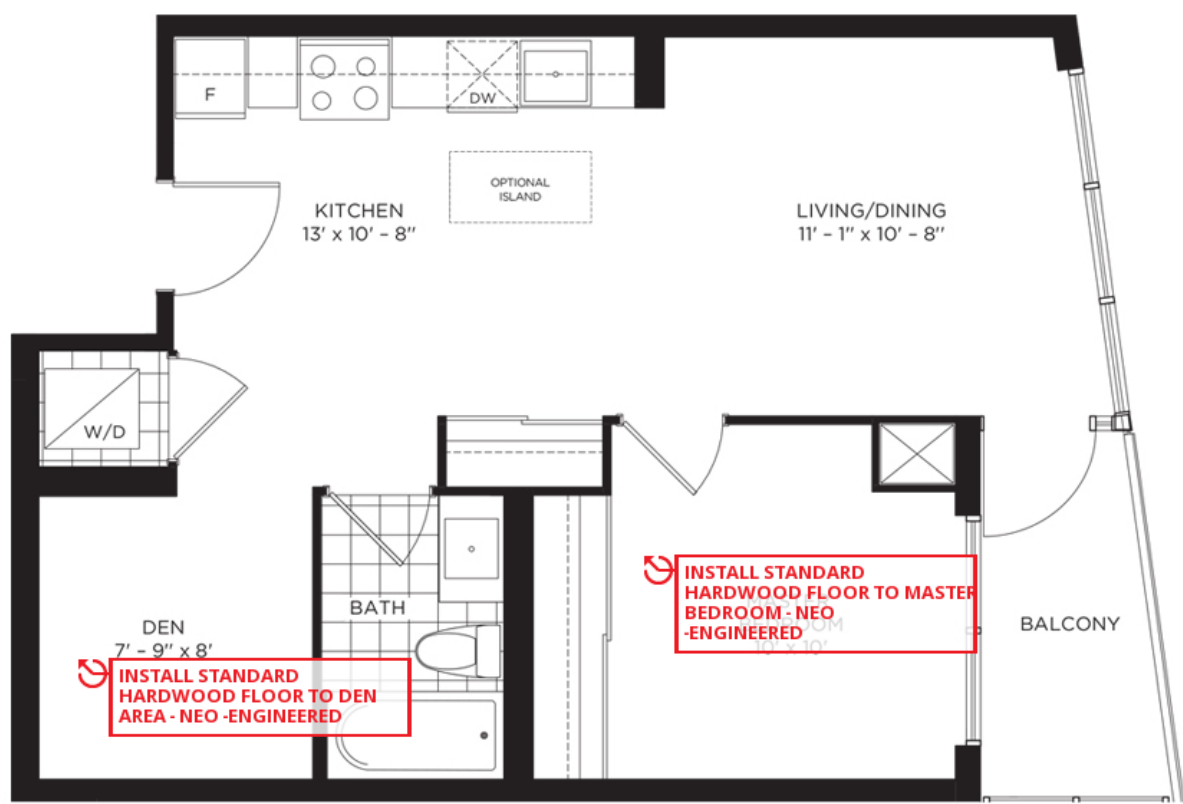 F
DW
OPTIONAL
ISLAND
KITCHEN
13' x 10' – 8"
LIVING/DINING
11' – 1" x 10' – 8"
W/D
BATH
DEN
7' – 9" x 8'
INSTALL STANDARD
HARDWOOD FLOOR TO DEN
AREA - NEO -ENGINEERED
INSTALL STANDARD
HARDWOOD FLOOR TO MASTER
BEDROOM - NEO
-ENGINEERED
MASTER
BEDROOM
10' x 10'
BALCONY